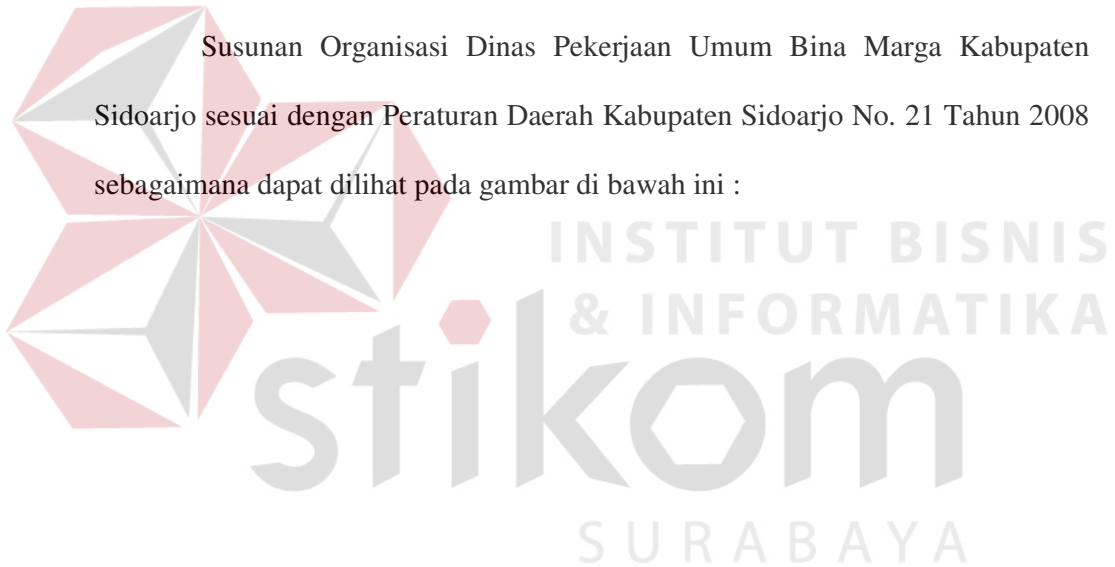 Susunan Organisasi Dinas Pekerjaan Umum Bina Marga Kabupaten
Sidoarjo sesuai dengan Peraturan Daerah Kabupaten Sidoarjo No. 21 Tahun 2008
sebagaimana dapat dilihat pada gambar di bawah ini :
INSTITUT BISNIS
& INFORMATIKA
stikom
SURABAYA